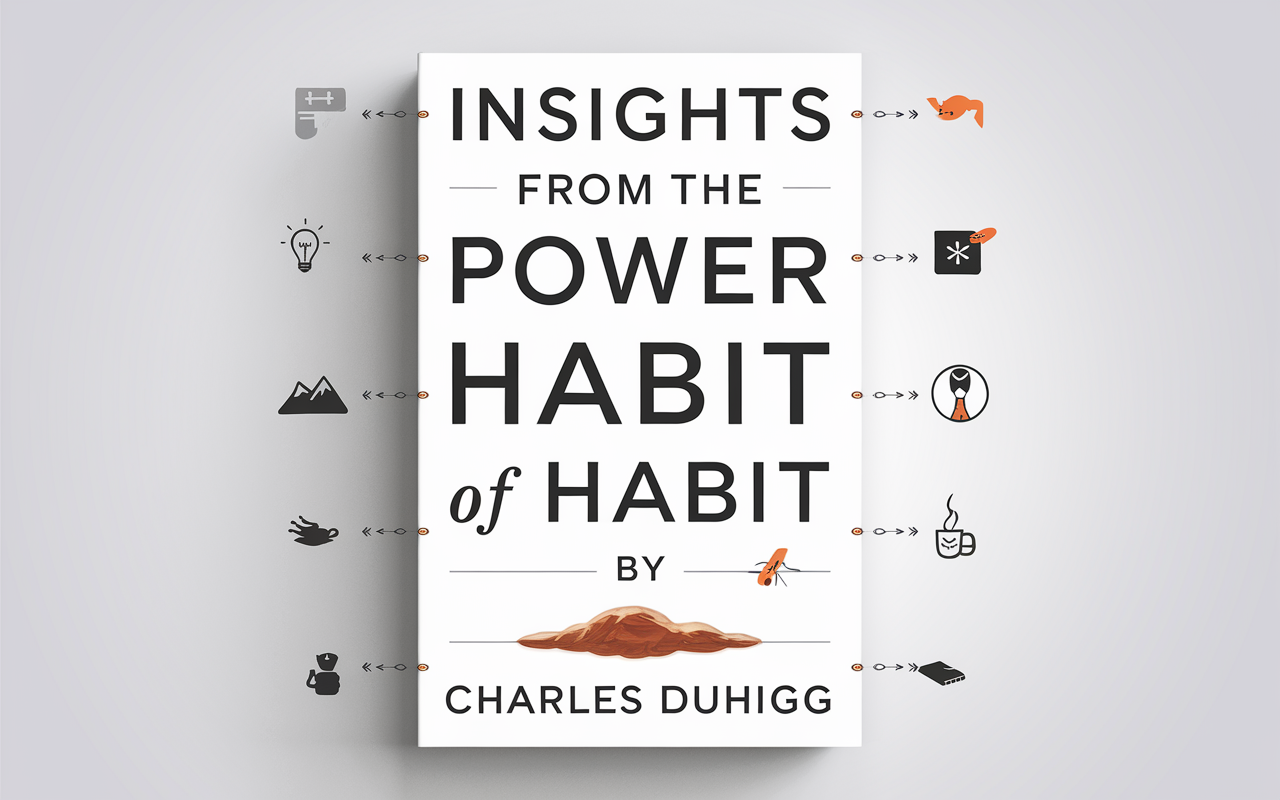 INSIGHTS
FROM THE
POWER
HABIT
of HABIT
BY
CHARLES DUHIGG